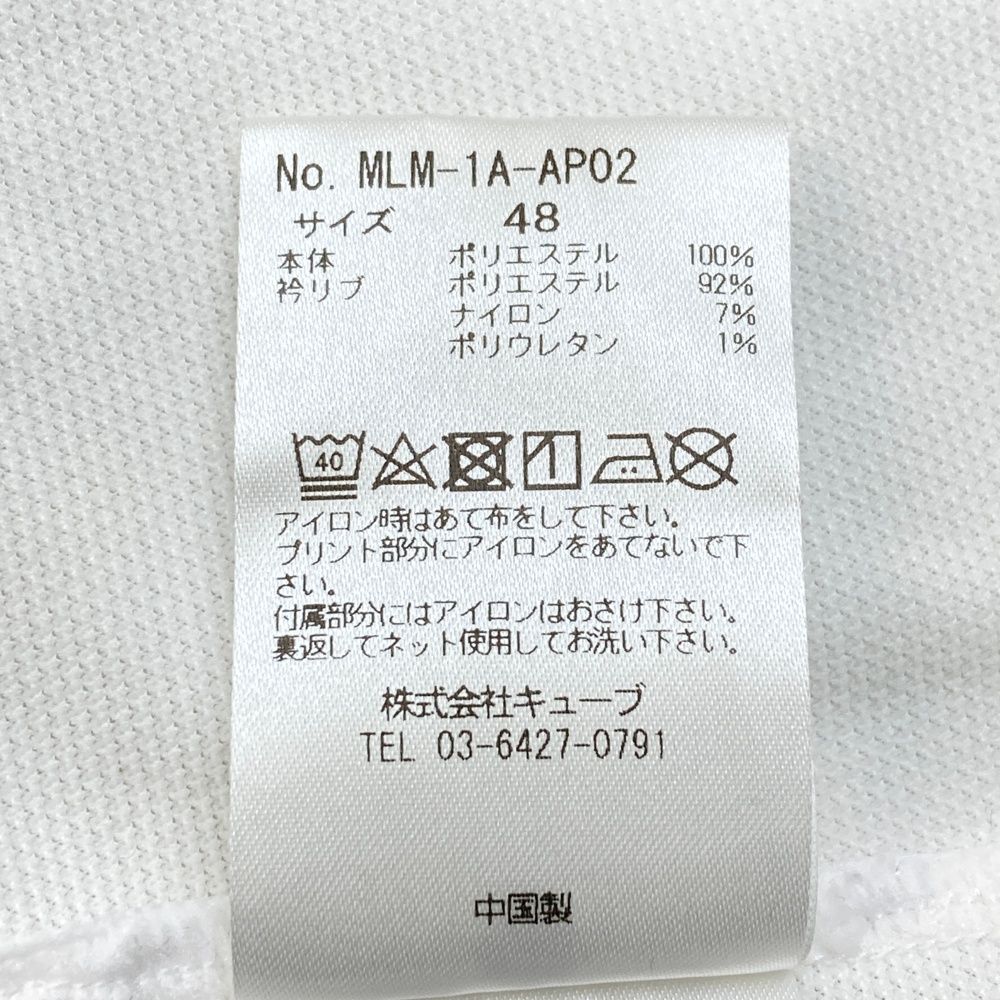 No. MLM-1A-AP02
サイズ 48
本体 ポリエステル 100%
衿リブ ポリエステル 92%
ナイロン 7%
ポリウレタン 1%
40
アイロン時はあて布をして下さい。
プリント部分にアイロンをあてないで下
さい。
付属部分にはアイロンはおさけ下さい。
裏返してネット使用してお洗い下さい。
株式会社キューブ
TEL 03-6427-0791
中国製